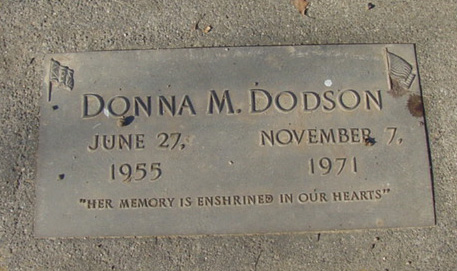 DONNA M. DODSON
JUNE 27, NOVEMBER 7,
1955 1971
"HER MEMORY IS ENSHRINED IN OUR HEARTS"